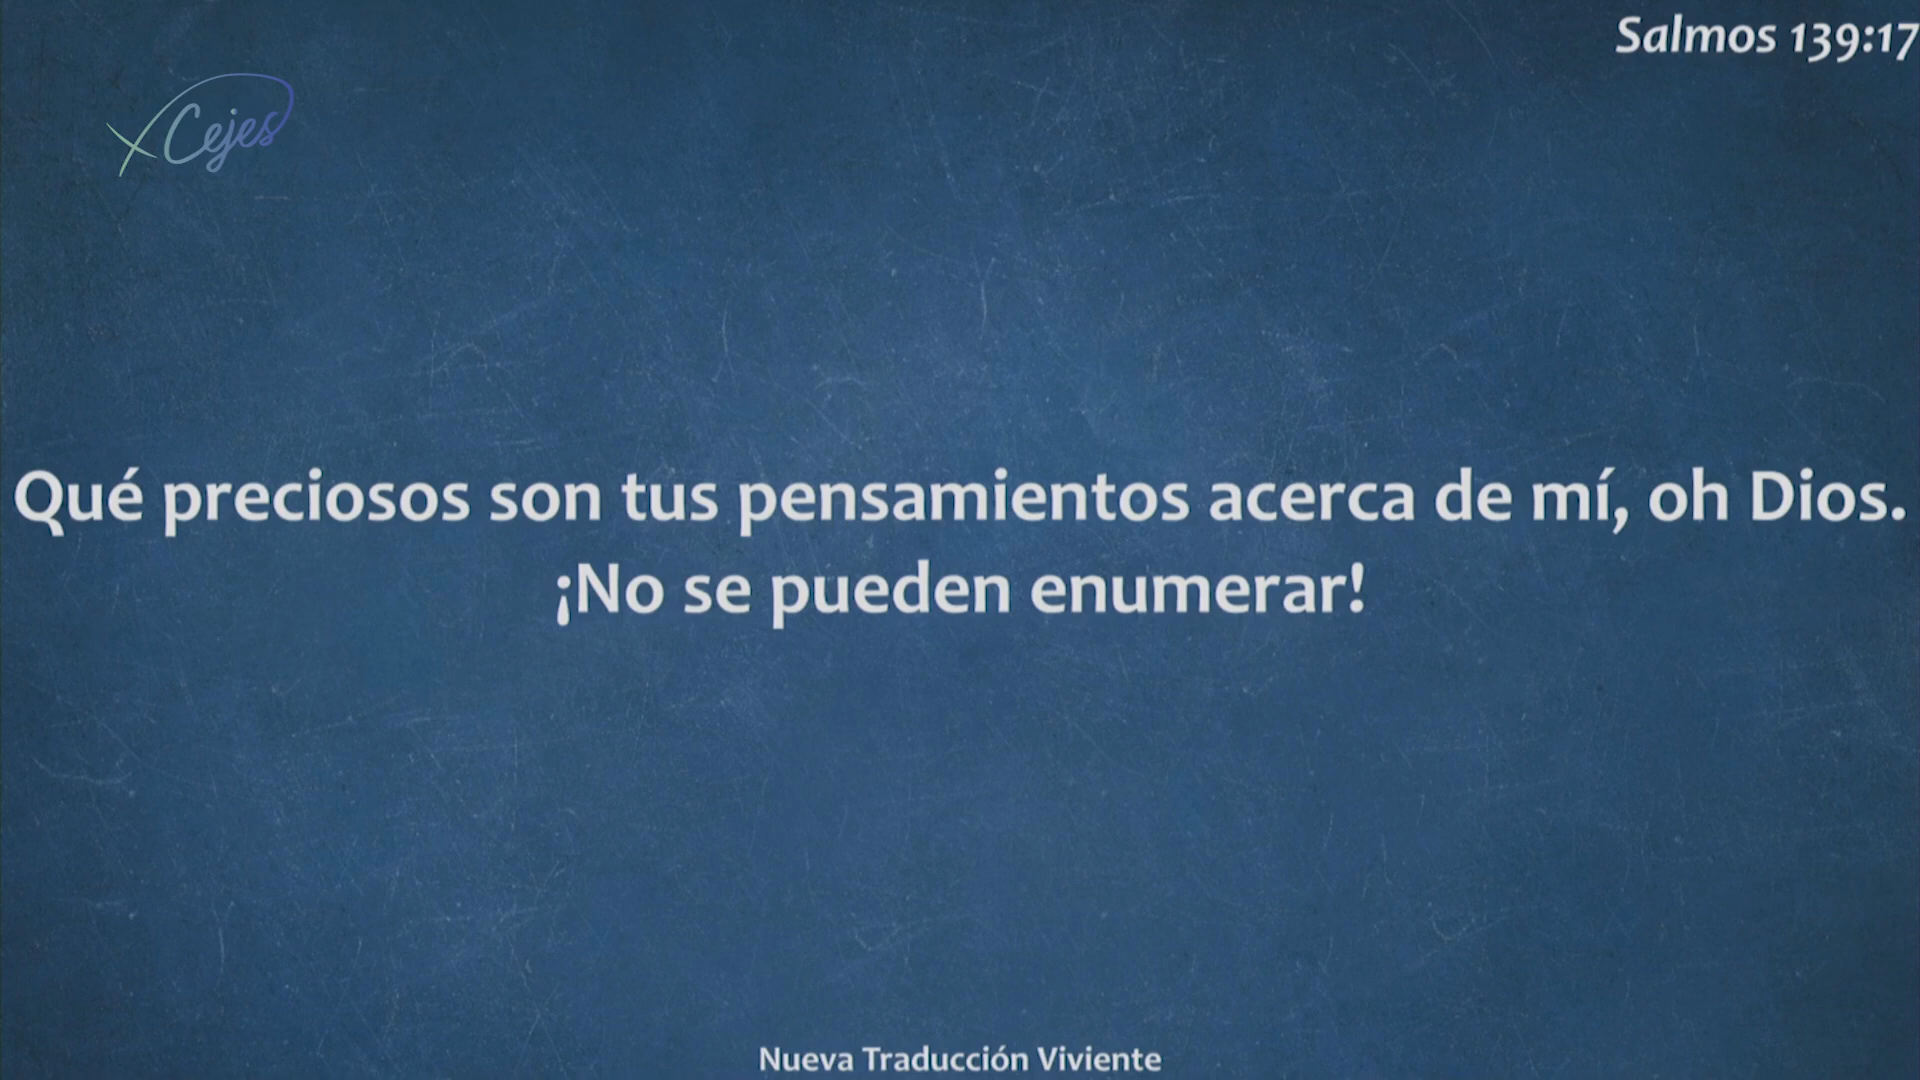 Salmos 139:17
Cejes
Qué preciosos son tus pensamientos acerca de mí, oh Dios.
¡No se pueden enumerar!
Nueva Traducción Viviente